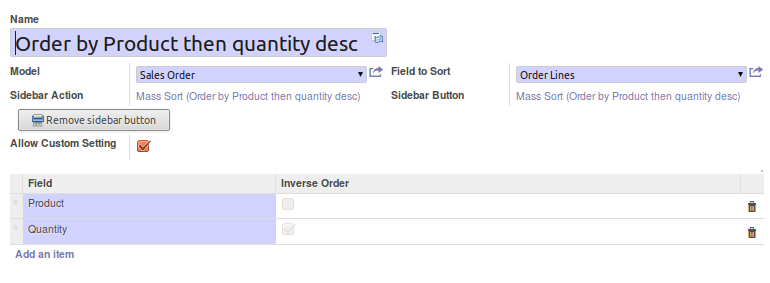 Name
Order by Product then quantity desc
Model Sales Order Field to Sort Order Lines
Sidebar Action Mass Sort (Order by Product then quantity desc) Sidebar Button Mass Sort (Order by Product then quantity desc)
Remove sidebar button
Allow Custom Setting
Field Inverse Order
Product
Quantity
Add an item